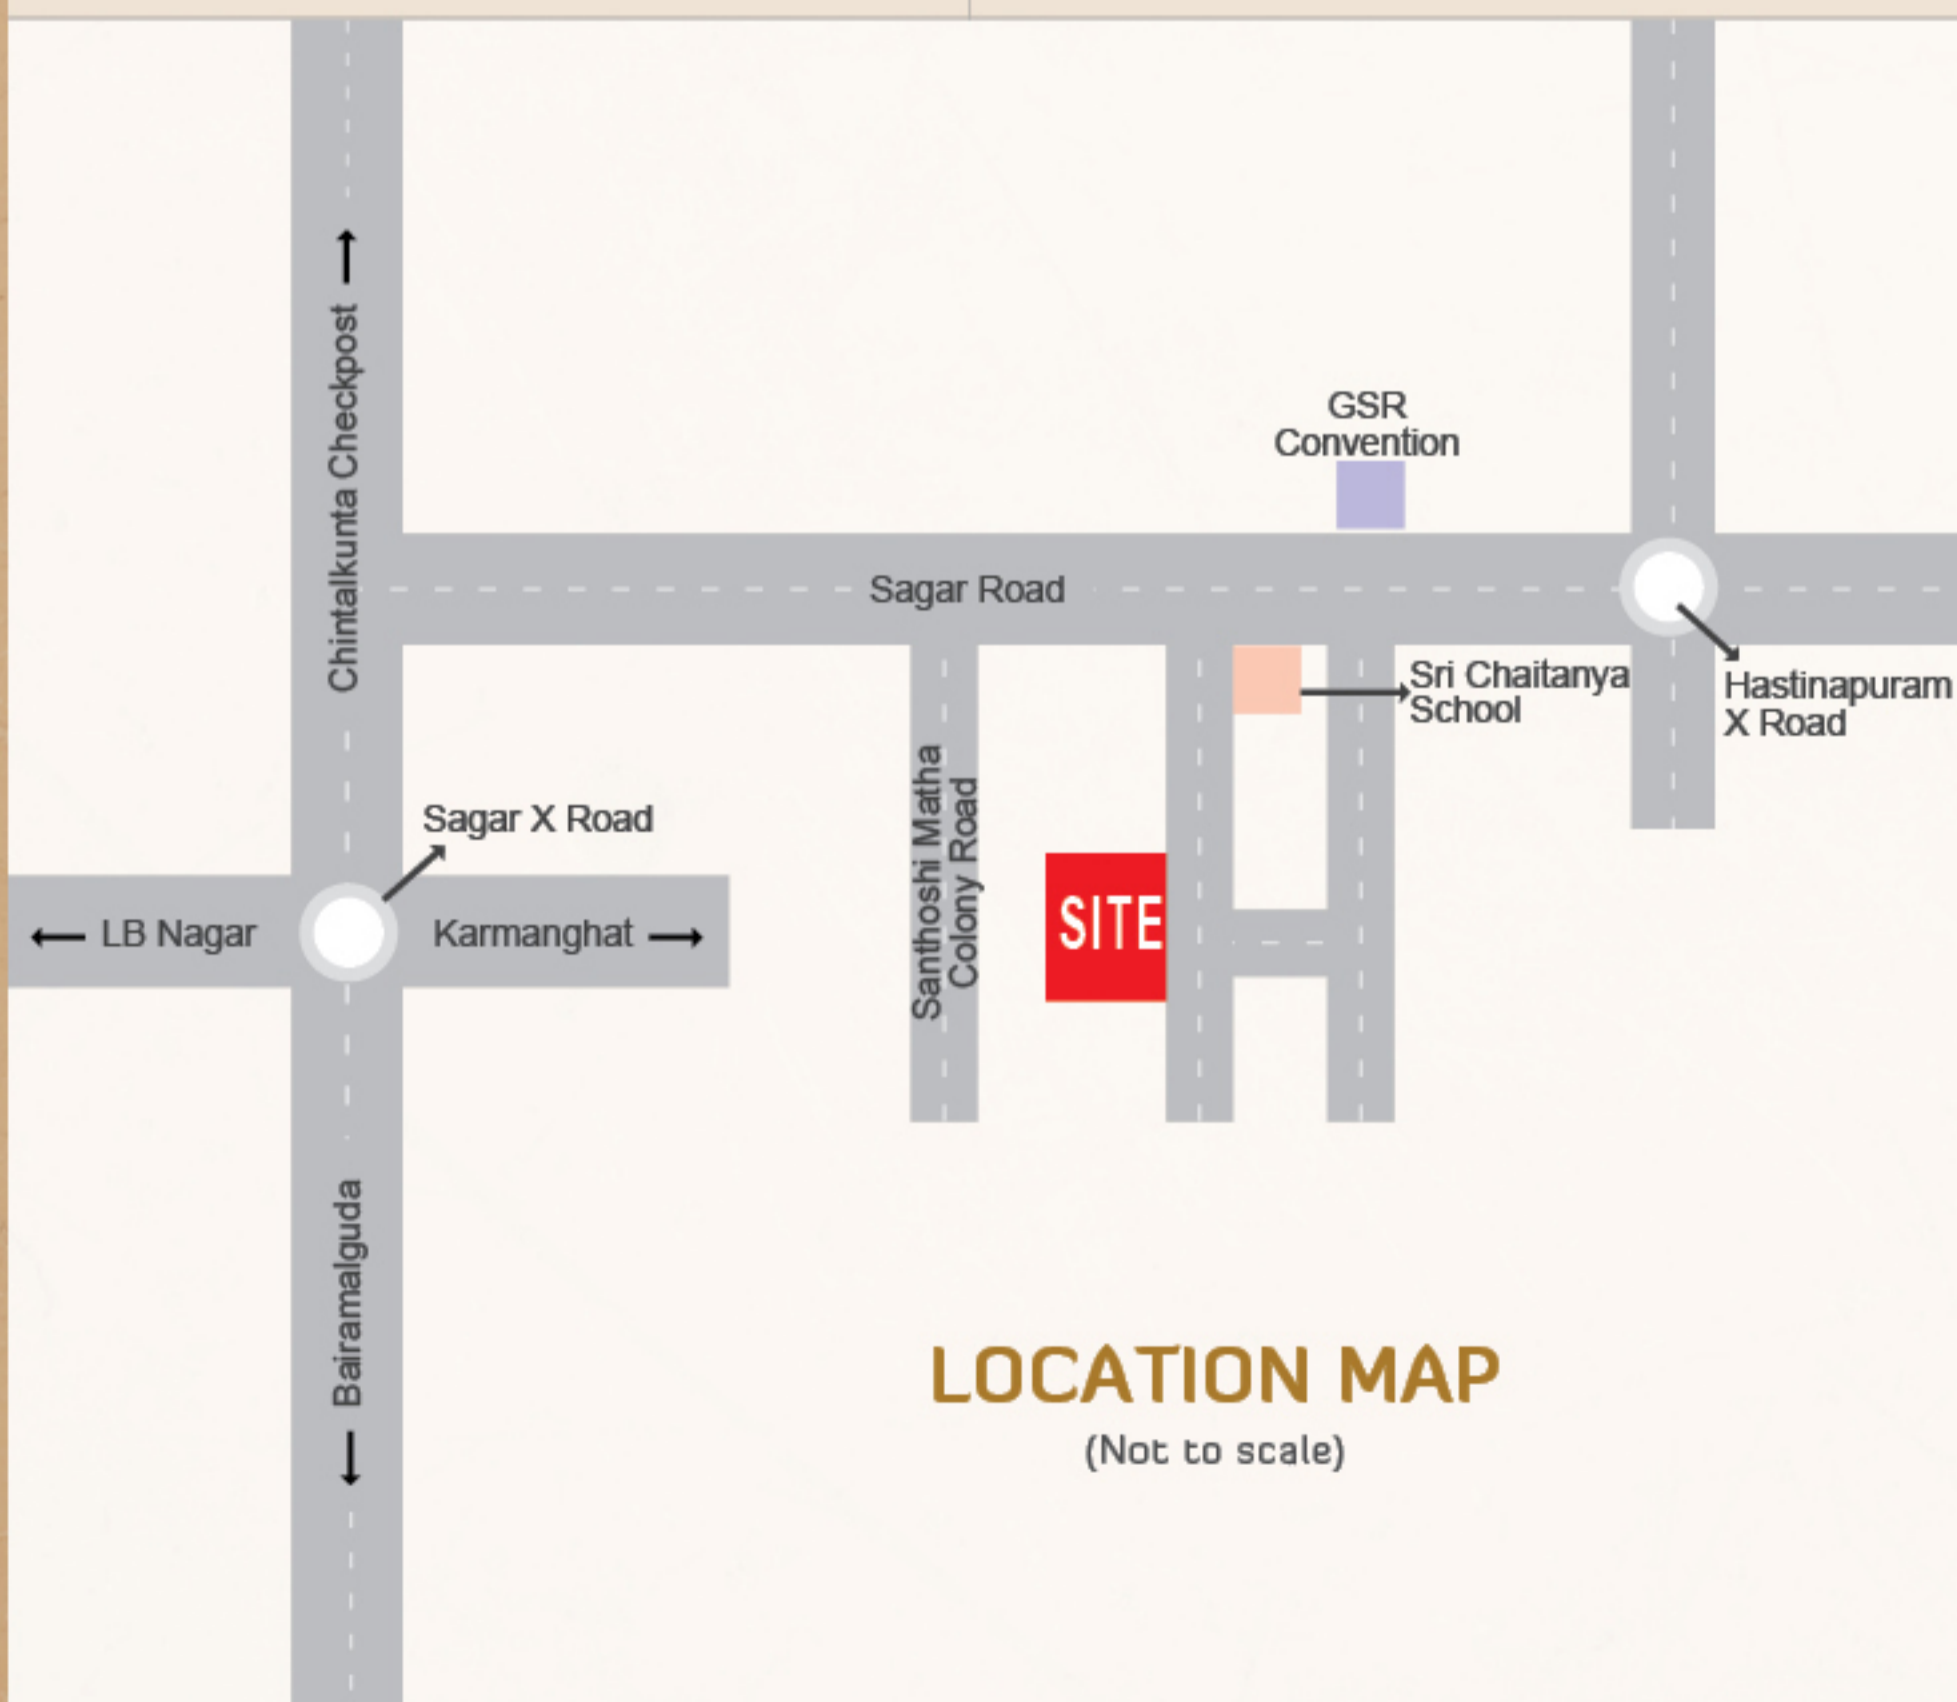 Chintalkunta Checkpost
GSR
Convention
Sagar Road
Sri Chaitanya
School
Hastinapuram
X Road
Sagar X Road
LB Nagar
Karmanghat
Santhoshi Matha
Colony Road
SITE
Bairamalguda
LOCATION MAP
(Not to scale)